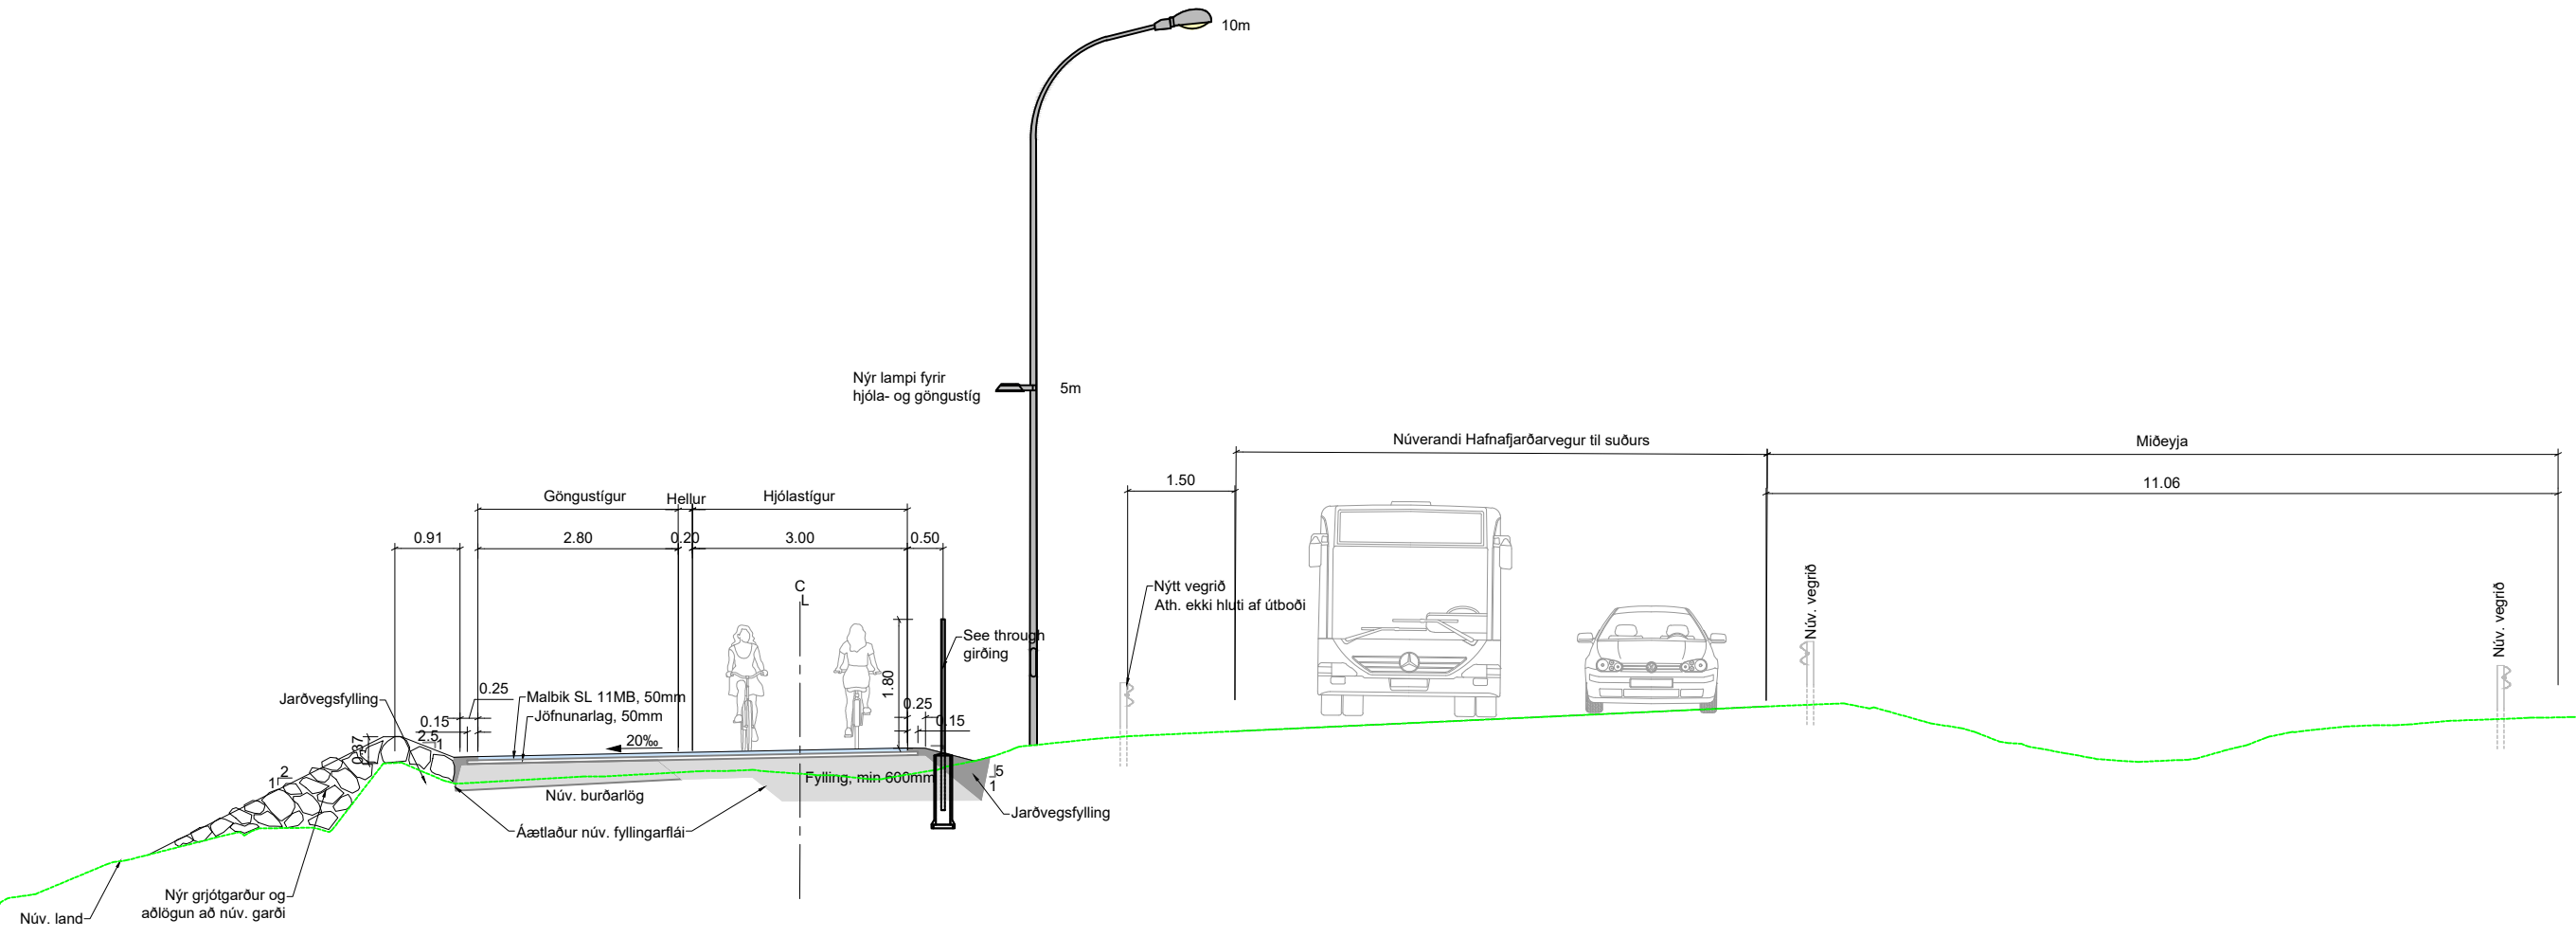 10m
Nýr lampi fyrir
hjóla- og göngustíg
5m
Núverandi Hafnafjarðarvegur til suðurs
Miðeyja
1.50
11.06
Göngustígur
Hellur
Hjólastígur
0.91
2.80
0.20
3.00
0.50
C
L
Nýtt vegrið
Ath. ekki hluti af útboði
Núv. vegrið
Núv. vegrið
See through
girðing
1.80
0.25
Malbik SL 11MB, 50mm
Jöfnunarlag, 50mm
Jarðvegsfylling
0.15
2.5
1
0.25
0.15
20‰
0.37
2
1
Fylling, min 600mm
5
1
Núv. burðarlög
Jarðvegsfylling
Áætlaður núv. fyllingarflái
Nýr grjótgarður og
aðlögun að núv. garði
Núv. land